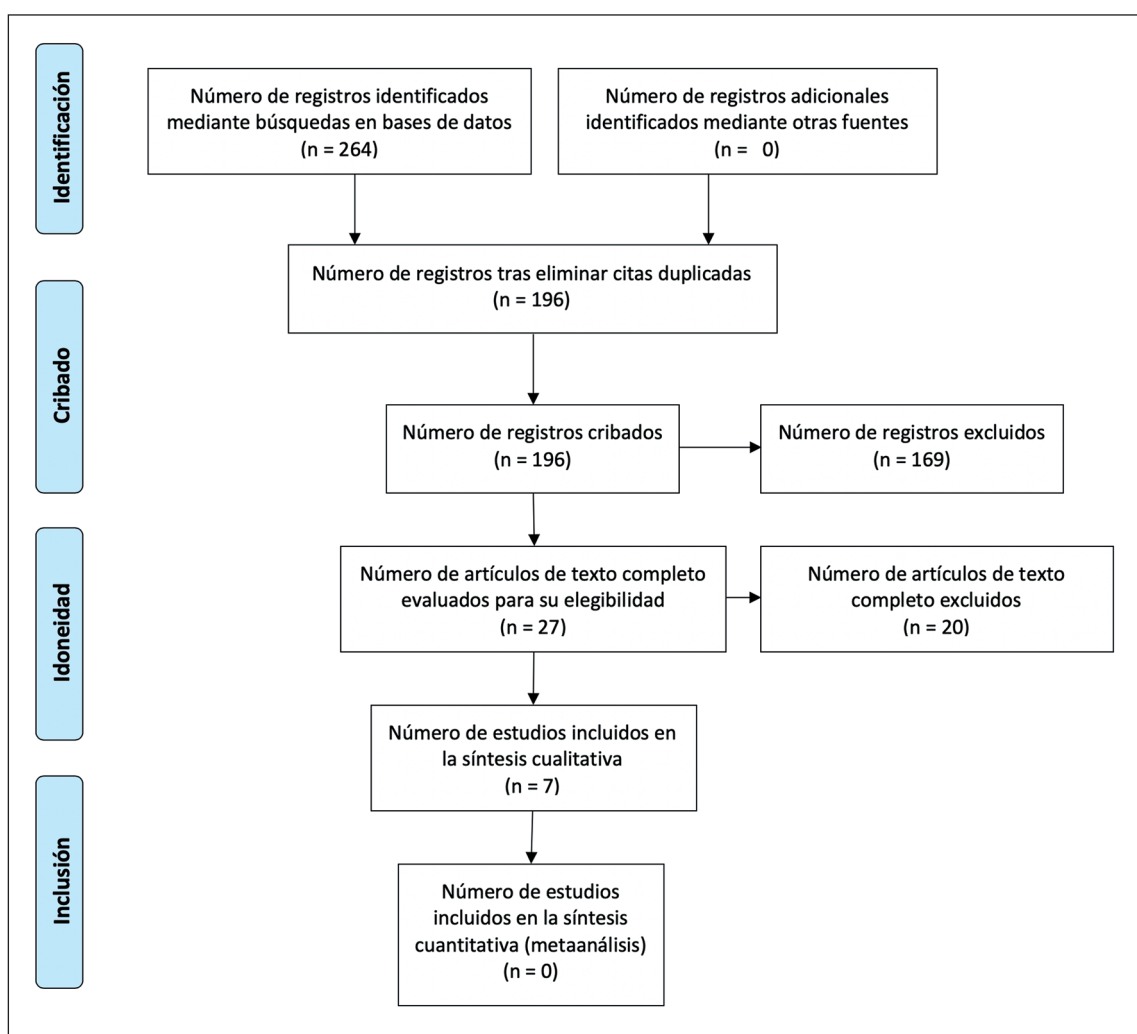 Identificación
Número de registros identificados
mediante búsquedas en bases de datos
(n = 264)
Número de registros adicionales
identificados mediante otras fuentes
(n =   0)
Número de registros tras eliminar citas duplicadas
(n = 196)
Cribado
Número de registros cribados
(n = 196)
Número de registros excluidos
(n = 169)
Idoneidad
Número de artículos de texto completo
evaluados para su elegibilidad
(n = 27)
Número de artículos de texto
completo excluidos
(n = 20)
Número de estudios incluidos en
la síntesis cualitativa
(n = 7)
Inclusión
Número de estudios
incluidos en la síntesis
cuantitativa (metaanálisis)
(n = 0)